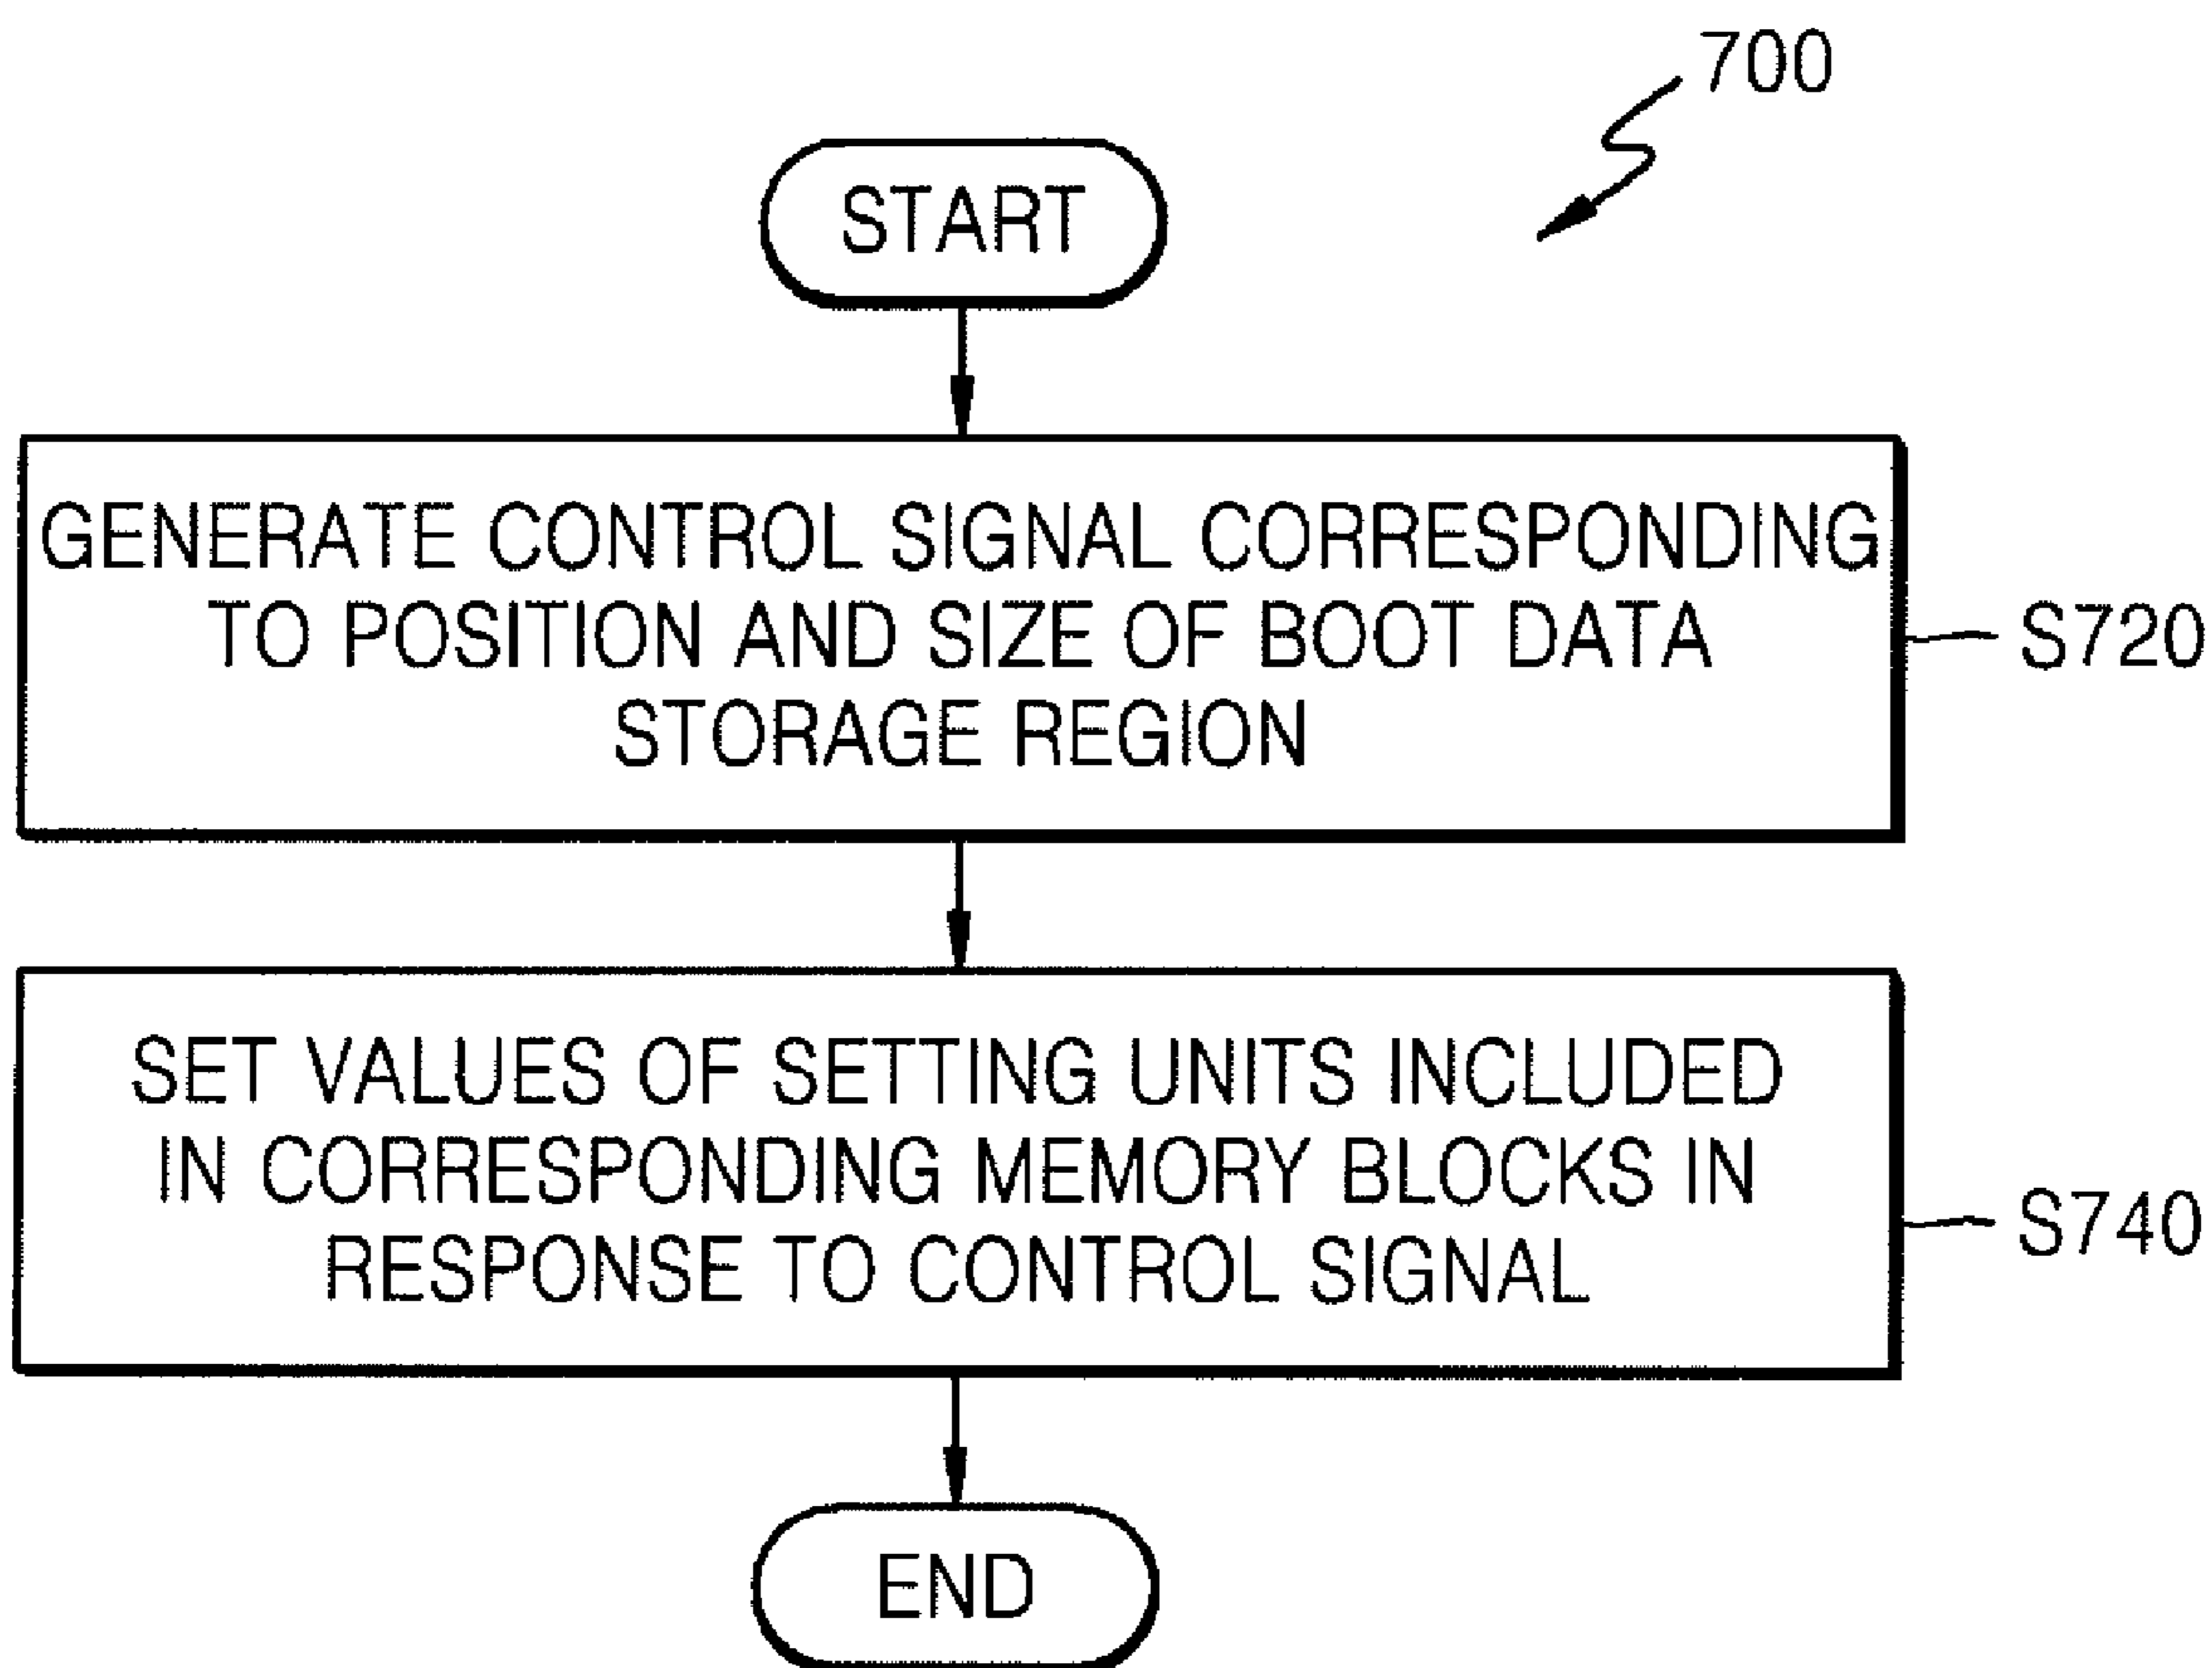 700
START
GENERATE CONTROL SIGNAL CORRESPONDING
TO POSITION AND SIZE OF BOOT DATA
STORAGE REGION
S720
SET VALUES OF SETTING UNITS INCLUDED
IN CORRESPONDING MEMORY BLOCKS IN
RESPONSE TO CONTROL SIGNAL
S740
END